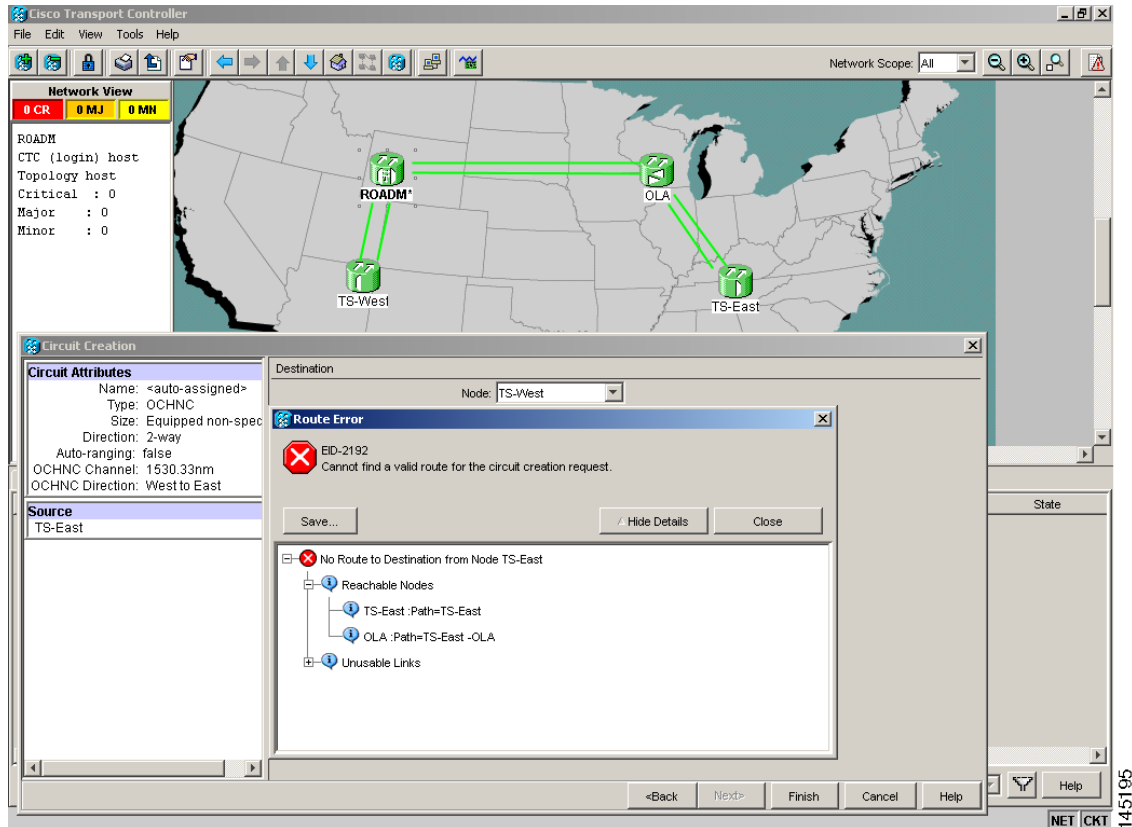 Cisco Transport Controller
File Edit View Tools Help
Network Scope: All
Network View
0 CR 0 MJ 0 MN
ROADM
CTC (login) host
Topology host
Critical : 0
Major : 0
Minor : 0
ROADM*
OLA
TS-West
TS-East
Circuit Creation
Circuit Attributes
Name: <auto-assigned>
Type: OCHNC
Size: Equipped non-spec
Direction: 2-way
Auto-ranging: false
OCHNC Channel: 1530.33nm
OCHNC Direction: West to East
Source
TS-East
Destination
Node: TS-West
Route Error
EID-2192
Cannot find a valid route for the circuit creation request.
Save... Hide Details Close
No Route to Destination from Node TS-East
Reachable Nodes
TS-East :Path=TS-East
OLA :Path=TS-East -OLA
Unusable Links
State
<Back Next> Finish Cancel Help
Help
NET CKT
145195